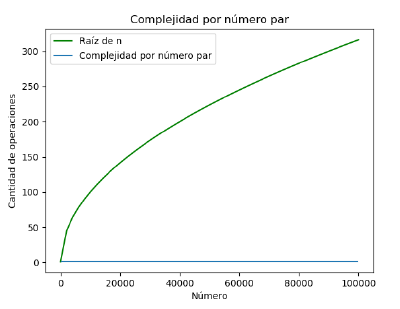 Complejidad por número par
Raíz de n
Complejidad por número par
Cantidad de operaciones
300
250
200
150
100
50
0
0 20000 40000 60000 80000 100000
Número